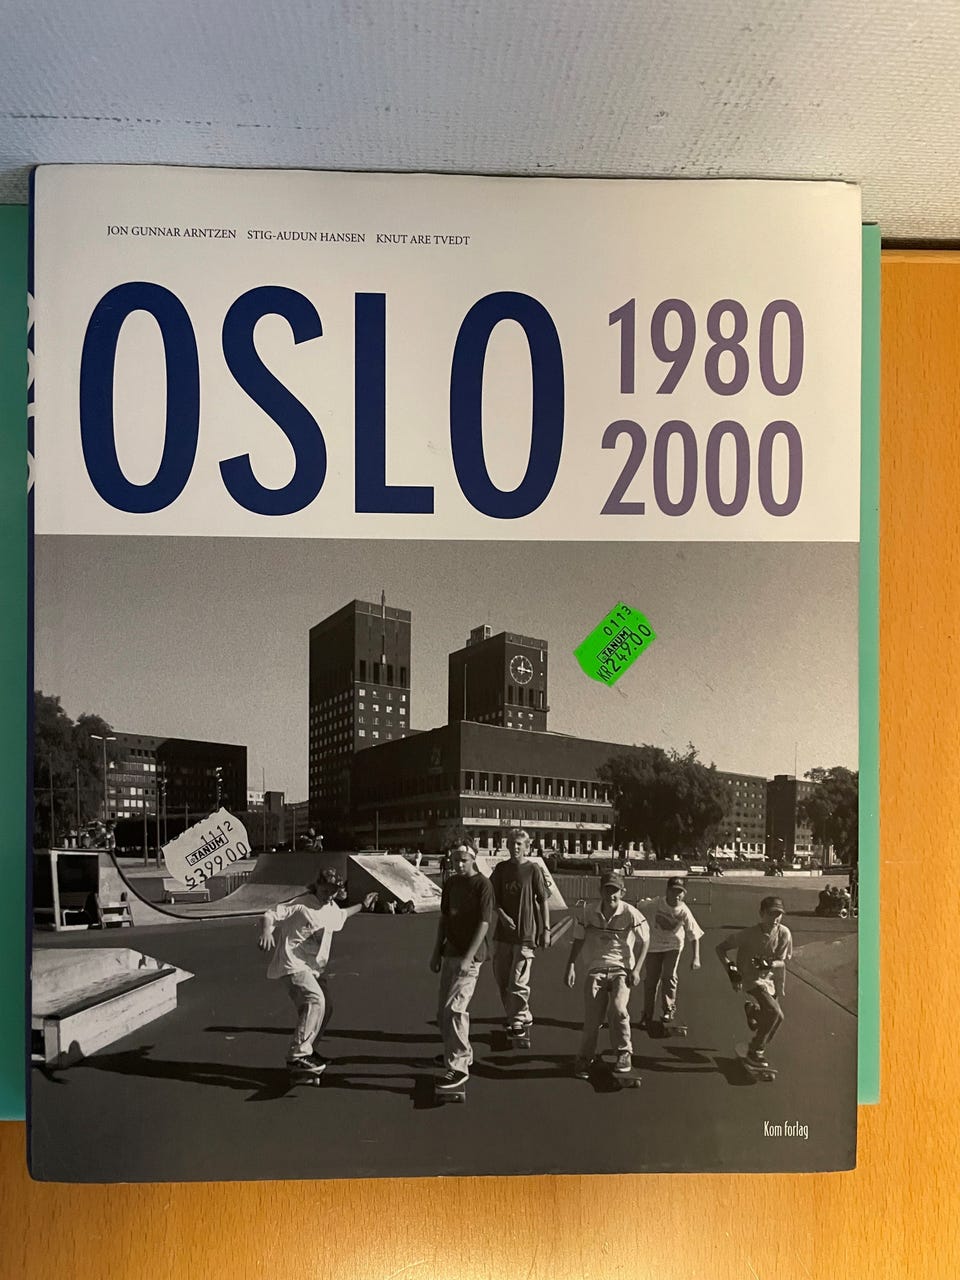 JON GUNNAR ARNTZEN STIG-AUDUN HANSEN KNUT ARE TVEDT
OSLO
1980
2000
0113
TANUM
KR249.00
1112
TANUM
399.00
Kom forlag